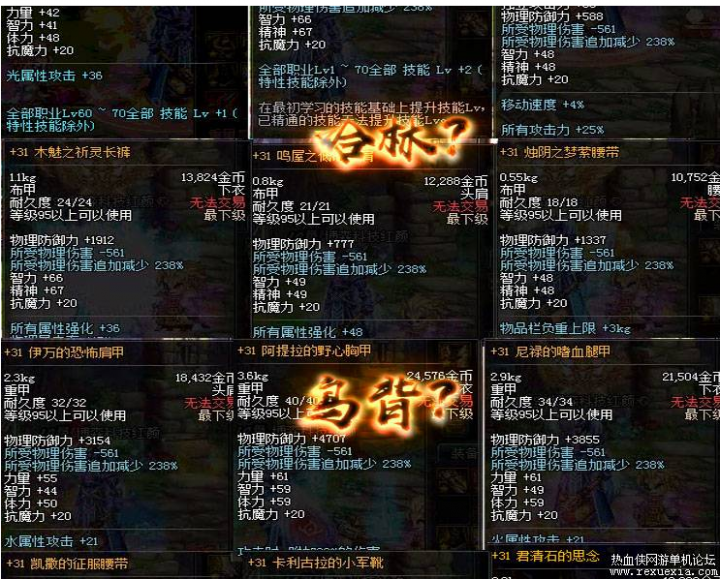 力量 +42
智力 +41
体力 +48
抗魔力 +20
光属性攻击 +36
全部职业Lv60 ~ 70全部 技能 Lv +1 (
特性技能除外)
所受物理伤害追加减少 238%
智力 +66
精神 +67
抗魔力 +20
全部职业Lv1 ~ 70全部 技能 Lv +2 (
特性技能除外)
在最初学习的技能基础上提升技能Lv,
已精通的技能无法提升技能Lv。
物理防御力 +588
所受物理伤害 -561
所受物理伤害追加减少 238%
智力 +48
精神 +48
抗魔力 +20
移动速度 +4%
所有攻击力 +25%
+31 木魅之祈灵长裤
11kg
13,824金币
布甲
下衣
耐久度 24/24
无法交易
等级95以上可以使用
最下级
物理防御力 +1912
所受物理伤害 -561
所受物理伤害追加减少 238%
智力 +66
精神 +67
抗魔力 +20
所有属性强化 +36
+31 鸣屋之
0.8kg
12,288金币
布甲
头肩
耐久度 21/21
无法交易
等级95以上可以使用
最下级
物理防御力 +777
所受物理伤害 -561
所受物理伤害追加减少 238%
智力 +49
精神 +49
抗魔力 +20
所有属性强化 +48
+31 烛阴之梦萦腰带
0.55kg
10,752金
布甲
腰
耐久度 18/18
无法交
等级95以上可以使用
最下
物理防御力 +1337
所受物理伤害 -561
所受物理伤害追加减少 238%
智力 +48
精神 +48
抗魔力 +20
物品栏负重上限 +3kg
+31 伊万的恐怖肩甲
2.3kg
18,432金币
重甲
头肩
耐久度 32/32
无法交易
等级95以上可以使用
最下级
物理防御力 +3154
所受物理伤害 -561
所受物理伤害追加减少 238%
力量 +55
智力 +44
体力 +50
抗魔力 +20
水属性攻击 +21
+31 阿提拉的野心胸甲
3.6kg
24,576金币
重甲
耐久度 40/40
无法交易
等级95以上
下级
物理防御力 +4707
所受物理伤害 -561
所受物理伤害追加减少 238%
力量 +61
智力 +59
体力 +59
抗魔力 +20
+31 尼禄的嗜血腿甲
2.9kg
21,504金
重甲
下
耐久度 34/34
无法交
等级95以上可以使用
最下
物理防御力 +3855
所受物理伤害 -561
所受物理伤害追加减少 238%
力量 +61
智力 +49
体力 +59
抗魔力 +20
火属性攻击 +21
+31 凯撒的征服腰带
+31 卡利古拉的小军靴
+31 君清石的思念
热血侠网游单机论坛
www.rexuexia.com